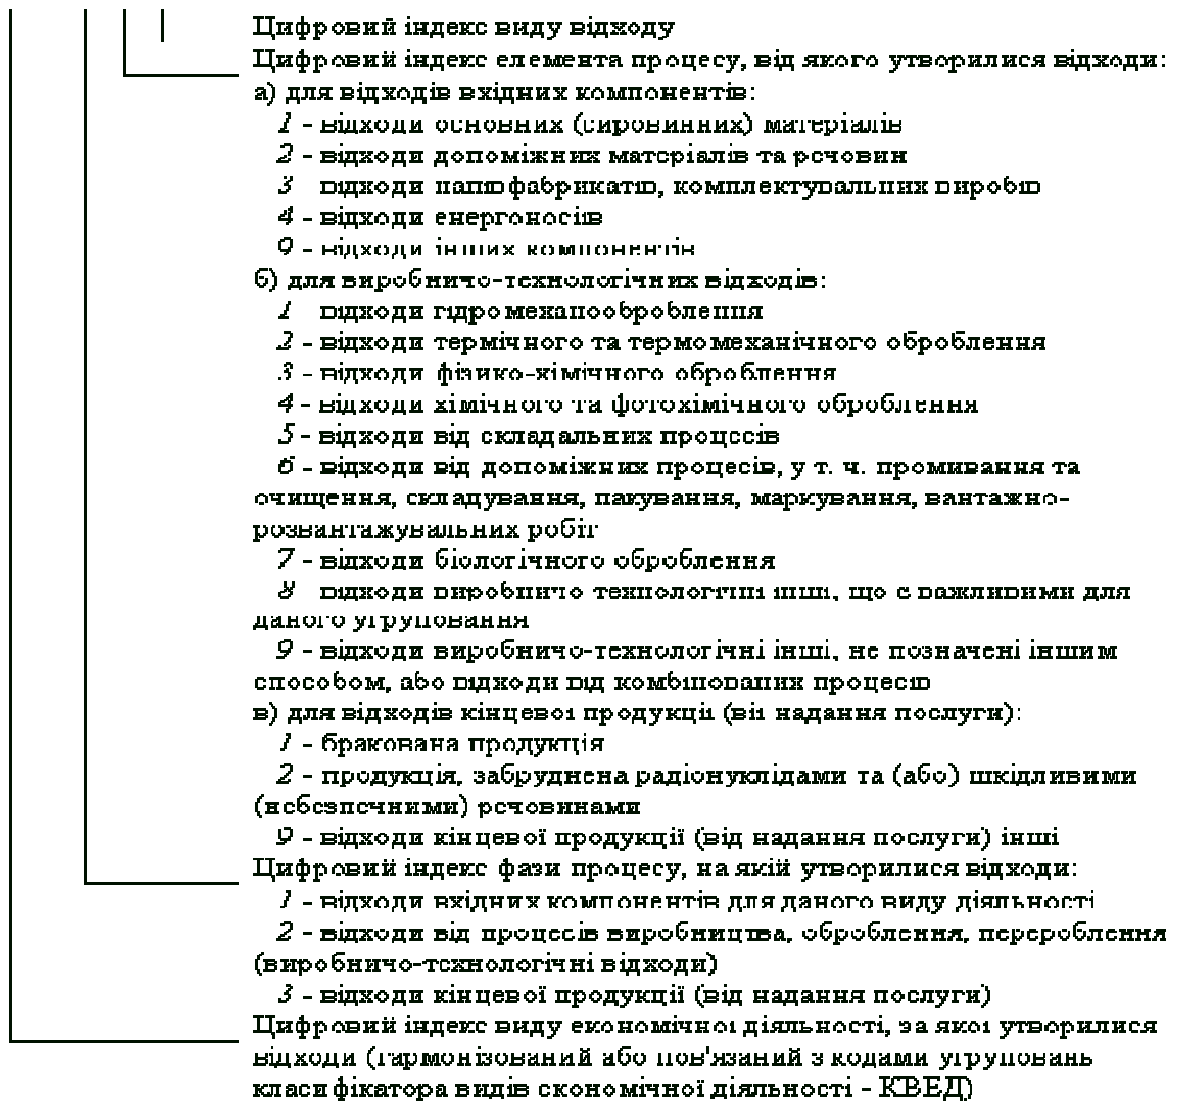 Цифровий індекс виду відходу
Цифровий індекс елемента процесу, від якого утворилися відходи:
а) для відходів вхідних компонентів:
1 - відходи основних (сировинних) матеріалів
2 - відходи допоміжних матеріалів та речовин
3 відходи напівфабрикатів, комплектувальних виробів
4 - відходи енергоносіїв
9 - відходи інших компонентів
б) для виробничо-технологічних відходів:
1 відходи гідромеханооброблення
2 - відходи термічного та термомеханічного оброблення
3 - відходи фізико-хімічного оброблення
4 - відходи хімічного та фотохімічного оброблення
5 - відходи від складальних процесів
6 - відходи від допоміжних процесів, у т. ч. промивання та
очищення, складування, пакування, маркування, вантажно-
розвантажувальних робіт
7 - відходи біологічного оброблення
8 відходи виробничо технологічні інші, що є важливими для
даного угруповання
9 - відходи виробничо-технологічні інші, не позначені іншим
способом, або відходи від комбінованих процесів
в) для відходів кінцевої продукції (від надання послуги):
1 - бракована продукція
2 - продукція, забруднена радіонуклідами та (або) шкідливими
(небезпечними) речовинами
9 - відходи кінцевої продукції (від надання послуги) інші
Цифровий індекс фази процесу, на якій утворилися відходи:
1 - відходи вхідних компонентів для даного виду діяльності
2 - відходи від процесів виробництва, оброблення, перероблення
(виробничо-технологічні відходи)
3 - відходи кінцевої продукції (від надання послуги)
Цифровий індекс виду економічної діяльності, за якої утворилися
відходи (гармонізований або пов'язаний з кодами угруповань
класифікатора видів економічної діяльності - КВЕД)